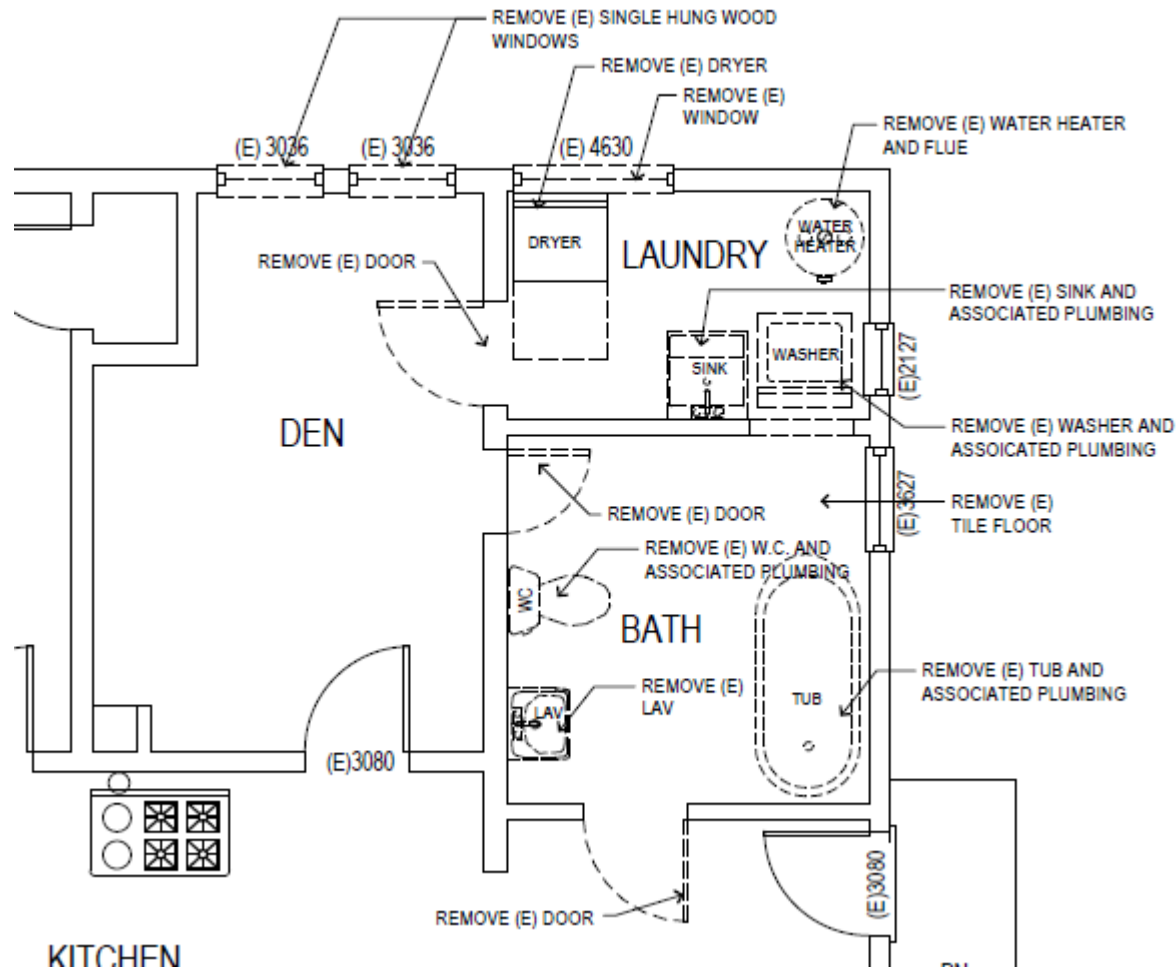 REMOVE (E) SINGLE HUNG WOOD
WINDOWS
REMOVE (E) DRYER
REMOVE (E)
WINDOW
REMOVE (E) WATER HEATER
AND FLUE
(E) 3036
(E) 3036
(E) 4630
WATER
HEATER
DRYER
LAUNDRY
REMOVE (E) DOOR
REMOVE (E) SINK AND
ASSOCIATED PLUMBING
WASHER
SINK
(E)2127
DEN
REMOVE (E) WASHER AND
ASSOICATED PLUMBING
(E)3627
REMOVE (E)
TILE FLOOR
REMOVE (E) DOOR
REMOVE (E) W.C. AND
ASSOCIATED PLUMBING
WC
BATH
REMOVE (E)
LAV
LAV
TUB
REMOVE (E) TUB AND
ASSOCIATED PLUMBING
(E)3080
(E)3080
REMOVE (E) DOOR
KITCHEN